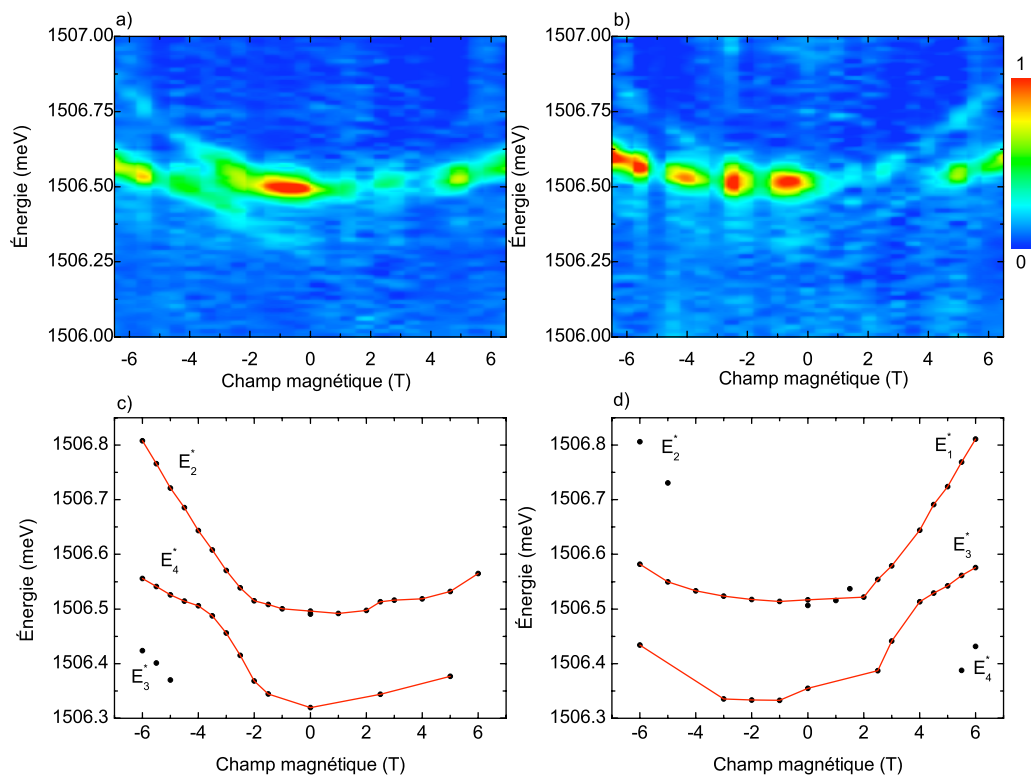 a)
b)
1507.00
1506.75
1506.50
1506.25
1506.00
Énergie (meV)
-6 -4 -2 0 2 4 6
Champ magnétique (T)
1507.00
1506.75
1506.50
1506.25
1506.00
Énergie (meV)
-6 -4 -2 0 2 4 6
Champ magnétique (T)
1
0
c)
d)
1506.8
1506.7
1506.6
1506.5
1506.4
1506.3
Énergie (meV)
E2*
E4*
E3*
-6 -4 -2 0 2 4 6
Champ magnétique (T)
1506.8
1506.7
1506.6
1506.5
1506.4
1506.3
Énergie (meV)
E2*
E1*
E3*
E4*
-6 -4 -2 0 2 4 6
Champ magnétique (T)